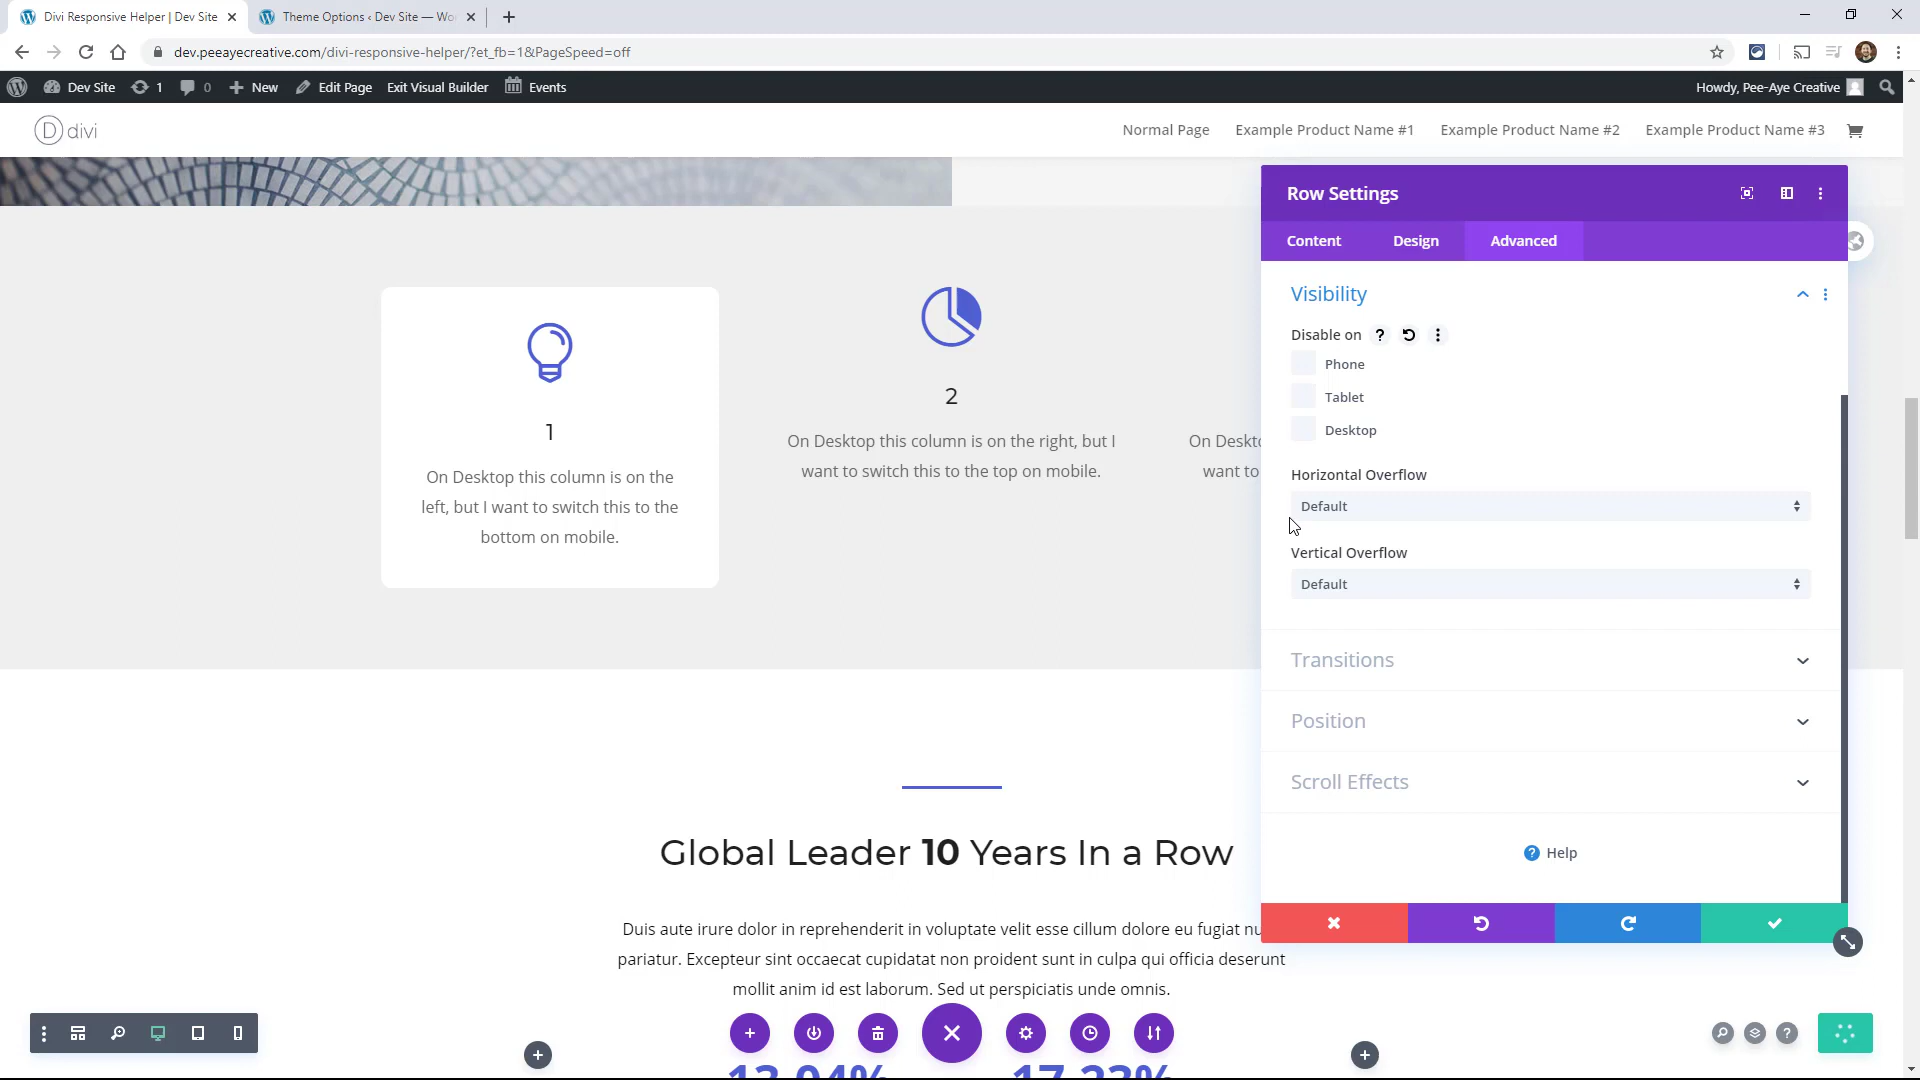 Divi Responsive Helper | Dev Site
Theme Options ‹ Dev Site — Wo
dev.peeayecreative.com/divi-responsive-helper/?et_fb=1&PageSpeed=off
Dev Site 1 0 New Edit Page Exit Visual Builder Events Howdy, Pee-Aye Creative
D divi Normal Page Example Product Name #1 Example Product Name #2 Example Product Name #3
Row Settings
Content Design Advanced
Visibility
Disable on ?
Phone
Tablet
Desktop
Horizontal Overflow
Default
Vertical Overflow
Default
Transitions
Position
Scroll Effects
? Help
1
On Desktop this column is on the
left, but I want to switch this to the
bottom on mobile.
2
On Desktop this column is on the right, but I
want to switch this to the top on mobile.
On Deskto
want to
Global Leader 10 Years In a Row
Duis aute irure dolor in reprehenderit in voluptate velit esse cillum dolore eu fugiat nu
pariatur. Excepteur sint occaecat cupidatat non proident sunt in culpa qui officia deserunt
mollit anim id est laborum. Sed ut perspiciatis unde omnis.
13.04% 17.23%